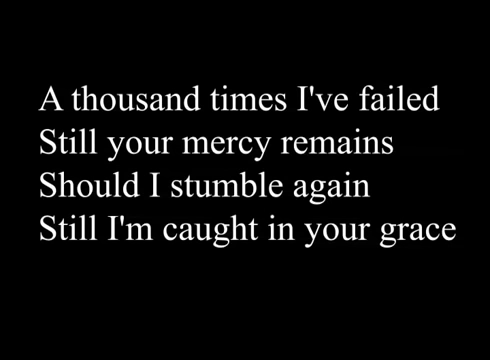 A thousand times I've failed
Still your mercy remains
Should I stumble again
Still I'm caught in your grace